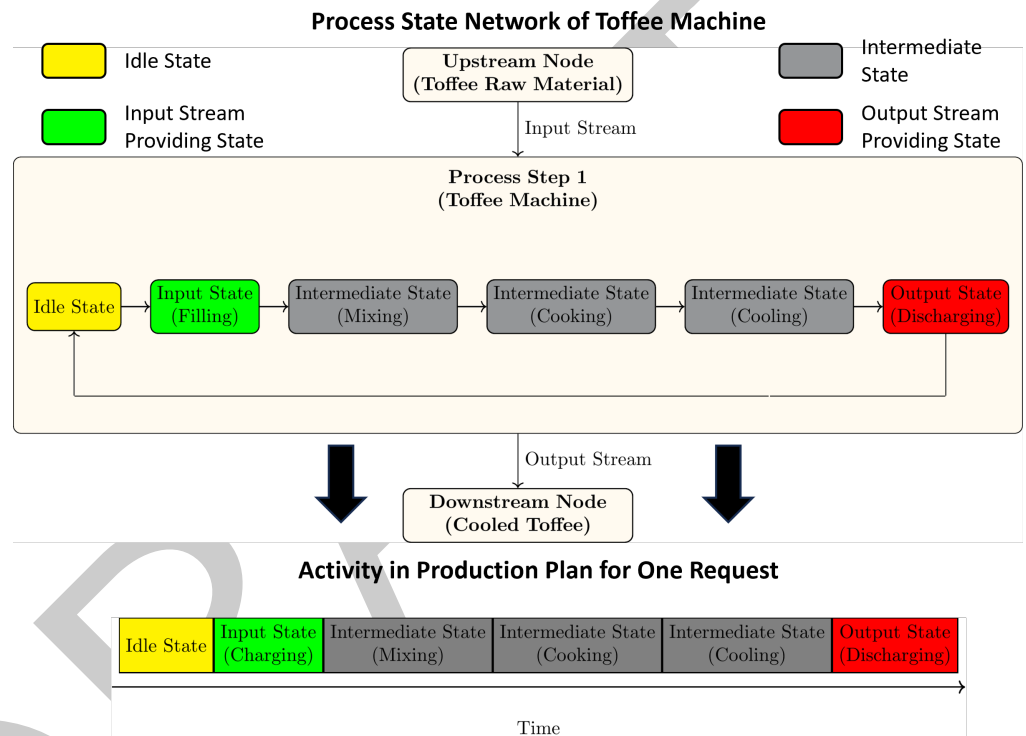 Process State Network of Toffee Machine
Idle State
Input Stream
Providing State
Intermediate
State
Output Stream
Providing State
Upstream Node
(Toffee Raw Material)
Input Stream
Process Step 1
(Toffee Machine)
Idle State
Input State
(Filling)
Intermediate State
(Mixing)
Intermediate State
(Cooking)
Intermediate State
(Cooling)
Output State
(Discharging)
Output Stream
Downstream Node
(Cooled Toffee)
Activity in Production Plan for One Request
Idle State
Input State
(Charging)
Intermediate State
(Mixing)
Intermediate State
(Cooking)
Intermediate State
(Cooling)
Output State
(Discharging)
Time